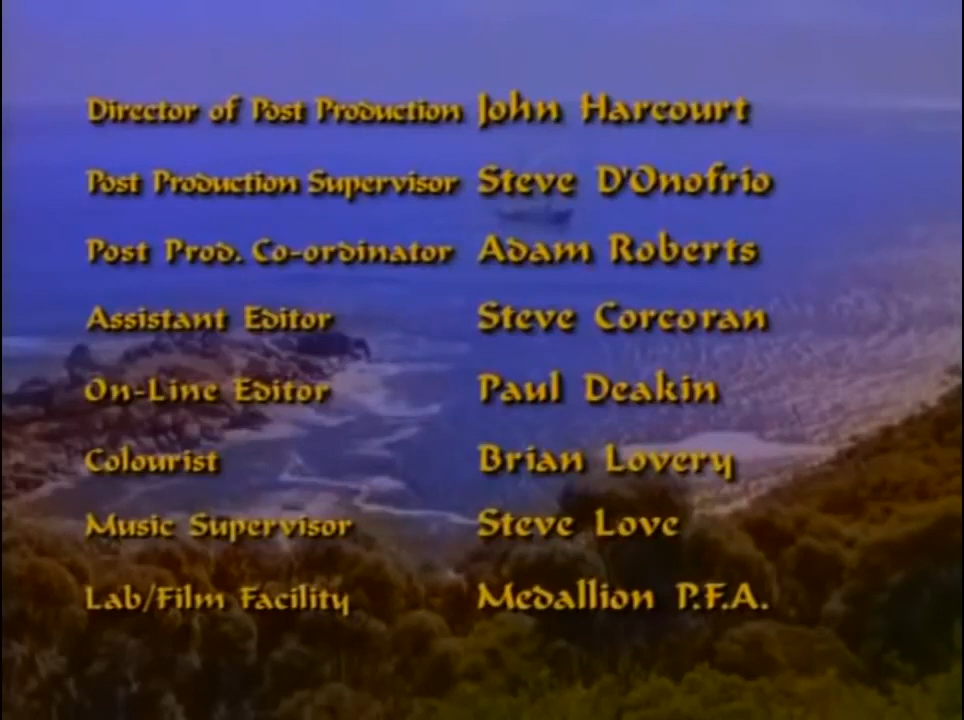 Director of Post Production John Harcourt
Post Production Supervisor Steve D'Onofrio
Post Prod. Co-ordinator Adam Roberts
Assistant Editor Steve Corcoran
On-Line Editor Paul Deakin
Colourist Brian Lovery
Music Supervisor Steve Love
Lab/Film Facility Medallion P.F.A.